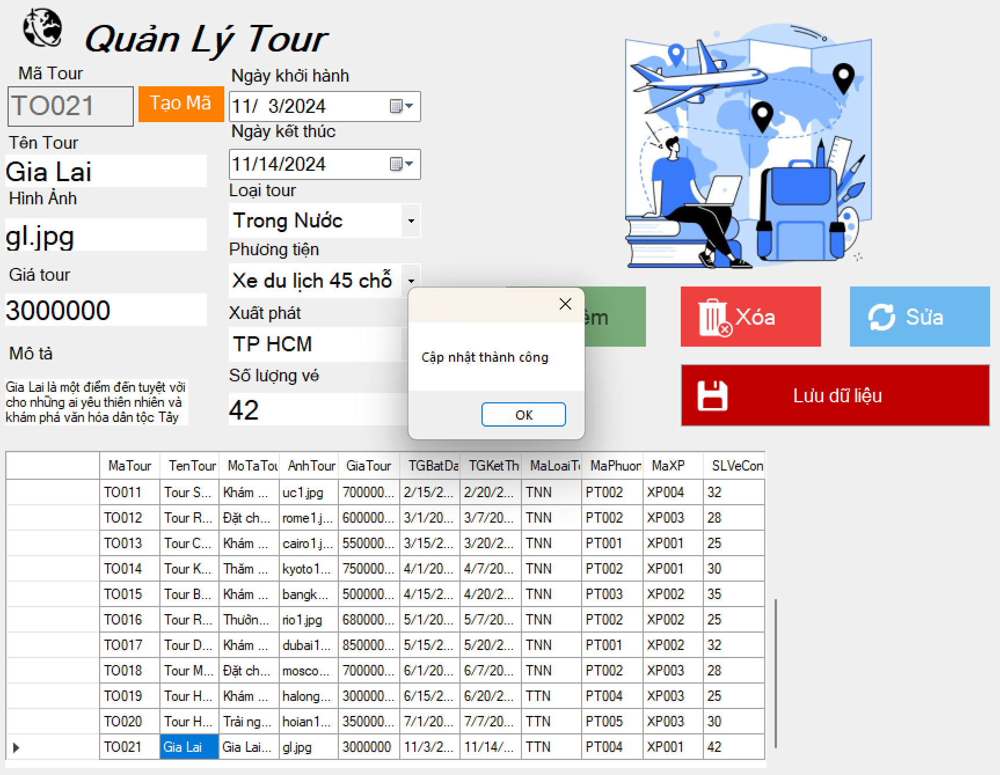 Quản Lý Tour
Mã Tour
TO021
Tạo Mã
Tên Tour
Gia Lai
Hình Ảnh
gl.jpg
Giá tour
3000000
Mô tả
Gia Lai là một điểm đến tuyệt vời
cho những ai yêu thiên nhiên và
khám phá văn hóa dân tộc Tây
Ngày khởi hành
11/ 3/2024
Ngày kết thúc
11/14/2024
Loại tour
Trong Nước
Phương tiện
Xe du lịch 45 chỗ
Xuất phát
TP HCM
Số lượng vé
42
Cập nhật thành công
OK
êm
Xóa
Sửa
Lưu dữ liệu
MaTour TenTour MoTaTou AnhTour GiaTour TGBatDa TGKetTh MaLoaiT MaPhuon MaXP SLVeCon
TO011 Tour S... Khám ... uc1.jpg 700000... 2/15/2... 2/20/2... TNN PT002 XP004 32
TO012 Tour R... Đặt ch... rome1.j... 600000... 3/1/20... 3/7/20... TNN PT002 XP003 28
TO013 Tour C... Khám ... cairo1.j... 550000... 3/15/2... 3/20/2... TNN PT001 XP001 25
TO014 Tour K... Thăm ... kyoto1... 750000... 4/1/20... 4/7/20... TNN PT002 XP001 30
TO015 Tour B... Khám ... bangk... 500000... 4/15/2... 4/20/2... TNN PT003 XP002 35
TO016 Tour R... Thưởn... rio1.jpg 680000... 5/1/20... 5/7/20... TNN PT002 XP002 25
TO017 Tour D... Khám ... dubai1... 850000... 5/15/2... 5/20/2... TNN PT001 XP002 32
TO018 Tour M... Đặt ch... mosco... 700000... 6/1/20... 6/7/20... TNN PT002 XP003 28
TO019 Tour H... Khám ... halong... 300000... 6/15/2... 6/20/2... TTN PT004 XP003 25
TO020 Tour H... Trải ng... hoian1... 350000... 7/1/20... 7/7/20... TTN PT005 XP003 30
TO021 Gia Lai Gia Lai... gl.jpg 3000000 11/3/2... 11/14/... TTN PT004 XP001 42